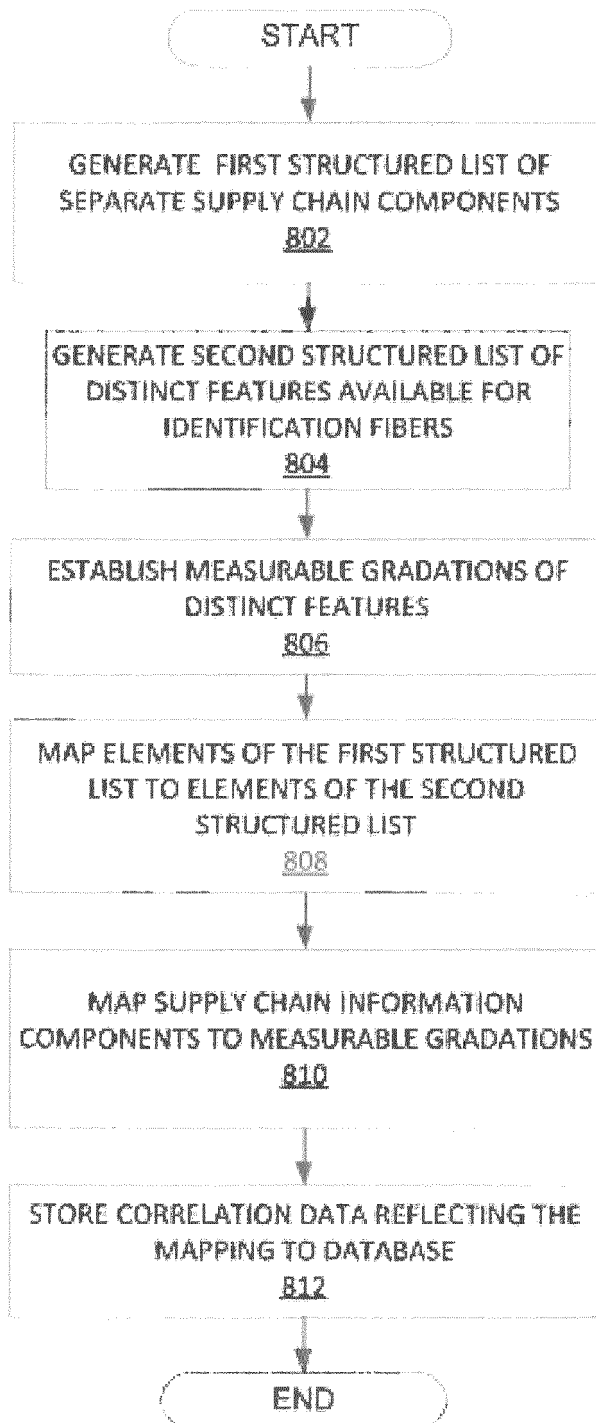 START
GENERATE FIRST STRUCTURED LIST OF
SEPARATE SUPPLY CHAIN COMPONENTS
802
GENERATE SECOND STRUCTURED LIST OF
DISTINCT FEATURES AVAILABLE FOR
IDENTIFICATION FIBERS
804
ESTABLISH MEASURABLE GRADATIONS OF
DISTINCT FEATURES
806
MAP ELEMENTS OF THE FIRST STRUCTURED
LIST TO ELEMENTS OF THE SECOND
STRUCTURED LIST
808
MAP SUPPLY CHAIN INFORMATION
COMPONENTS TO MEASURABLE GRADATIONS
810
STORE CORRELATION DATA REFLECTING THE
MAPPING TO DATABASE
812
END